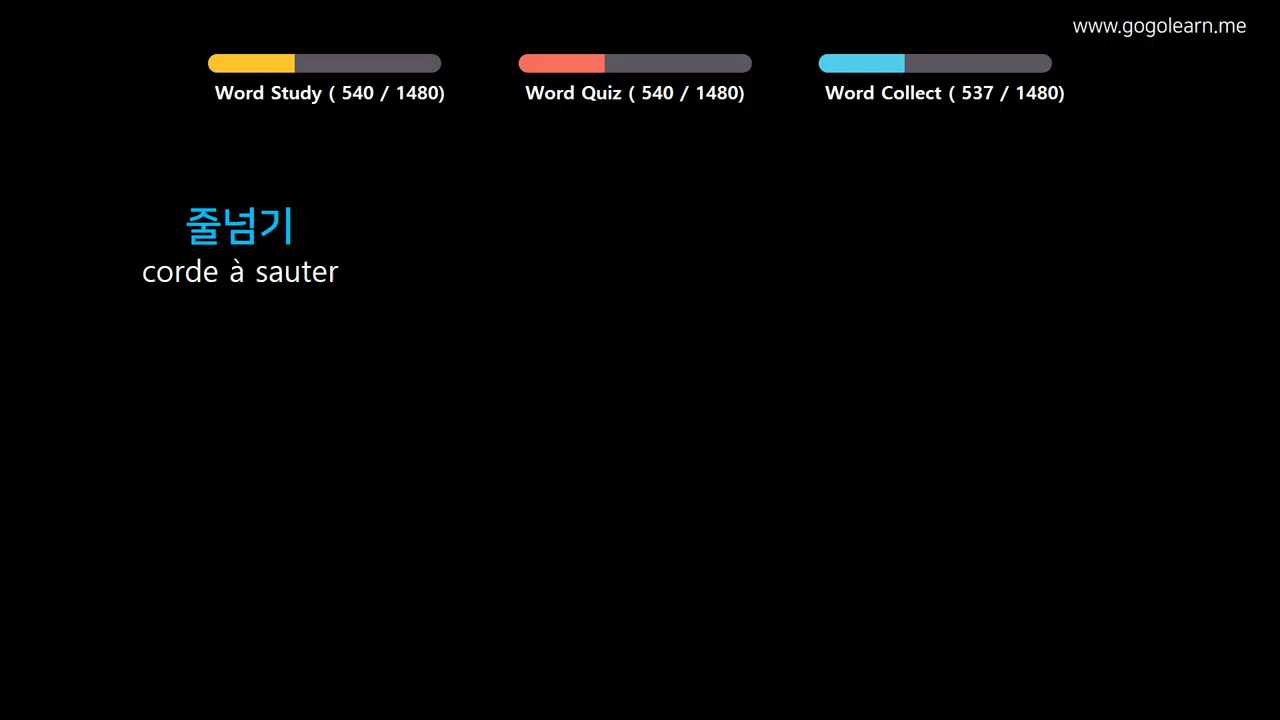 www.gogolearn.me
Word Study ( 540 / 1480)
Word Quiz ( 540 / 1480)
Word Collect ( 537 / 1480)
줄넘기
corde à sauter